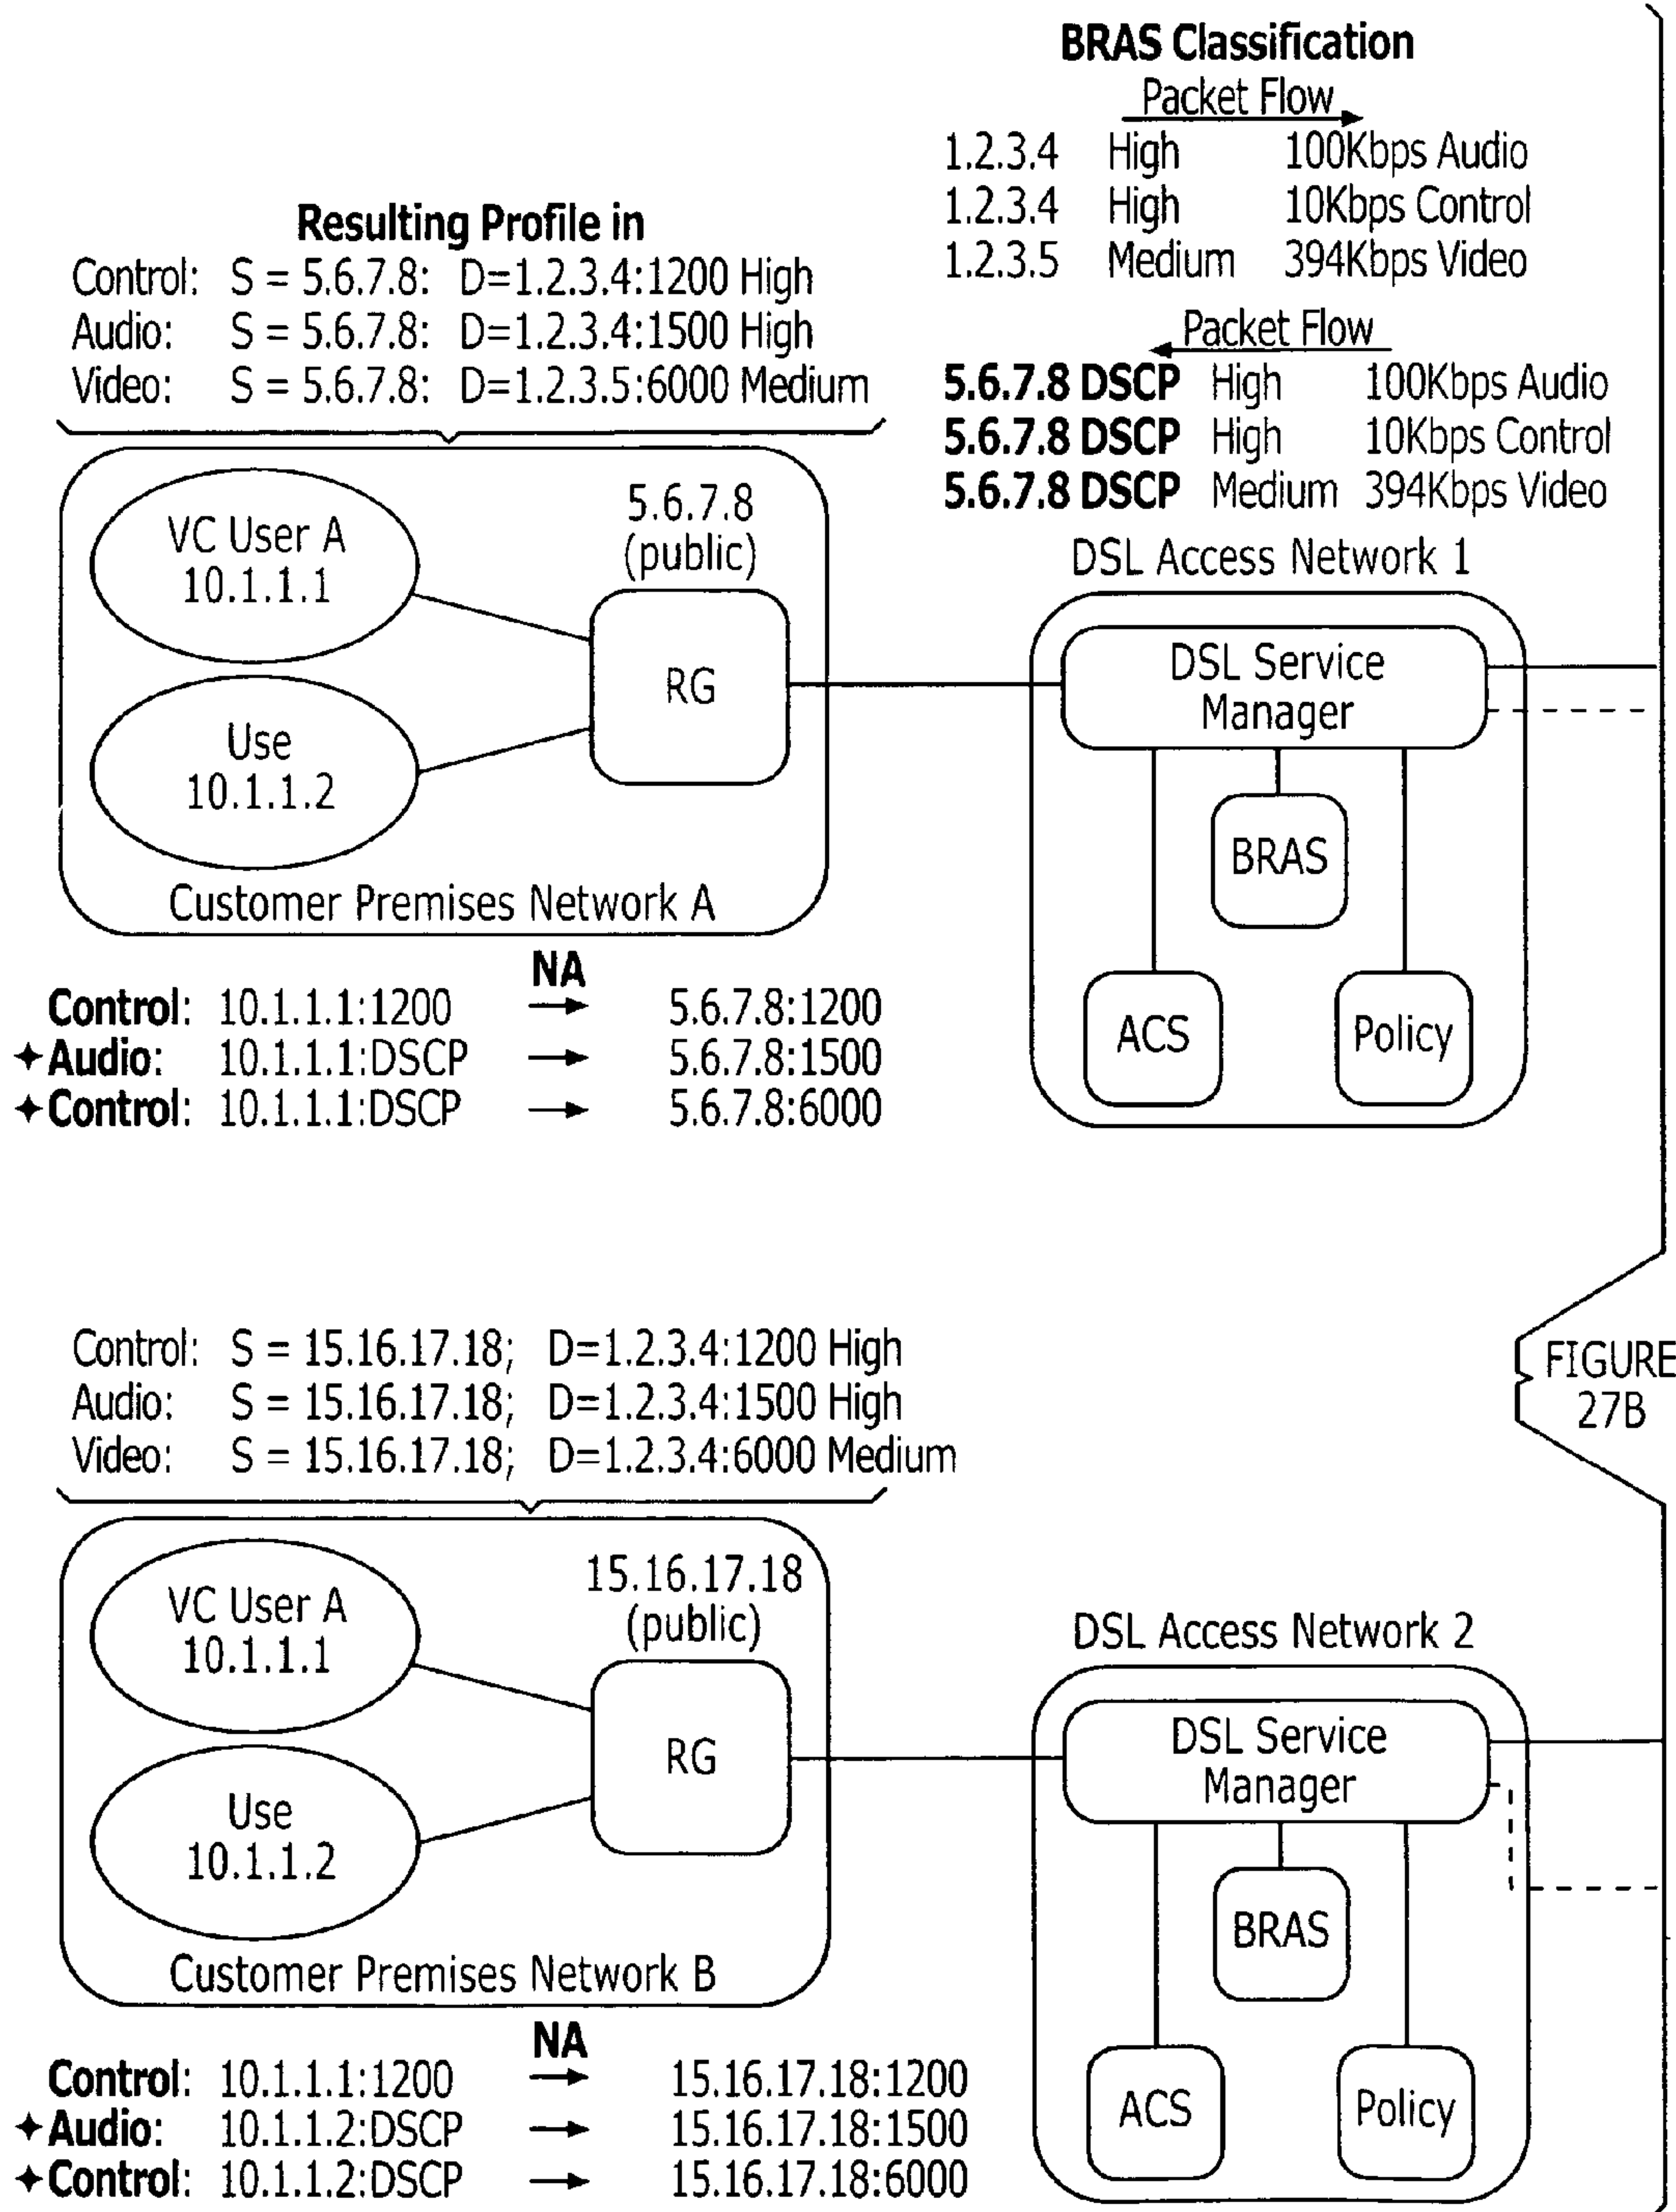 BRAS Classification
Packet Flow
1.2.3.4 High 100Kbps Audio
1.2.3.4 High 10Kbps Control
1.2.3.5 Medium 394Kbps Video
Packet Flow
5.6.7.8 DSCP High 100Kbps Audio
5.6.7.8 DSCP High 10Kbps Control
5.6.7.8 DSCP Medium 394Kbps Video
Resulting Profile in
Control: S = 5.6.7.8: D=1.2.3.4:1200 High
Audio: S = 5.6.7.8: D=1.2.3.4:1500 High
Video: S = 5.6.7.8: D=1.2.3.5:6000 Medium
VC User A
10.1.1.1
Use
10.1.1.2
5.6.7.8
(public)
RG
Customer Premises Network A
DSL Access Network 1
DSL Service
Manager
BRAS
ACS
Policy
NA
Control: 10.1.1.1:1200 → 5.6.7.8:1200
✦Audio: 10.1.1.1:DSCP → 5.6.7.8:1500
✦Control: 10.1.1.1:DSCP → 5.6.7.8:6000
FIGURE
27B
Control: S = 15.16.17.18; D=1.2.3.4:1200 High
Audio: S = 15.16.17.18; D=1.2.3.4:1500 High
Video: S = 15.16.17.18; D=1.2.3.4:6000 Medium
VC User A
10.1.1.1
Use
10.1.1.2
15.16.17.18
(public)
RG
Customer Premises Network B
DSL Access Network 2
DSL Service
Manager
BRAS
ACS
Policy
NA
Control: 10.1.1.1:1200 → 15.16.17.18:1200
✦Audio: 10.1.1.2:DSCP → 15.16.17.18:1500
✦Control: 10.1.1.2:DSCP → 15.16.17.18:6000